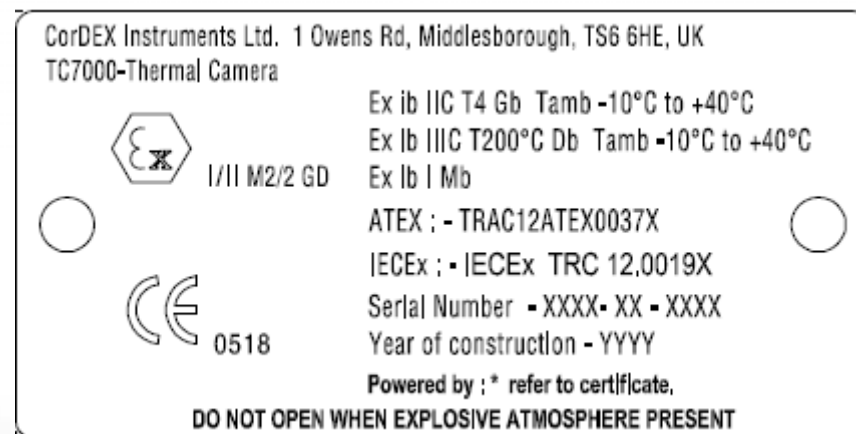 CorDEX Instruments Ltd. 1 Owens Rd, Middlesborough, TS6 6HE, UK
TC7000-Thermal Camera
Ex ib IIC T4 Gb Tamb -10°C to +40°C
Ex ib IIIC T200°C Db Tamb -10°C to +40°C
Ex
I/II M2/2 GD
Ex Ib I Mb
ATEX : - TRAC12ATEX0037X
IECEx : - IECEx TRC 12.0019X
Serial Number - XXXX- XX - XXXX
CE 0518
Year of construction - YYYY
Powered by : * refer to certificate.
DO NOT OPEN WHEN EXPLOSIVE ATMOSPHERE PRESENT